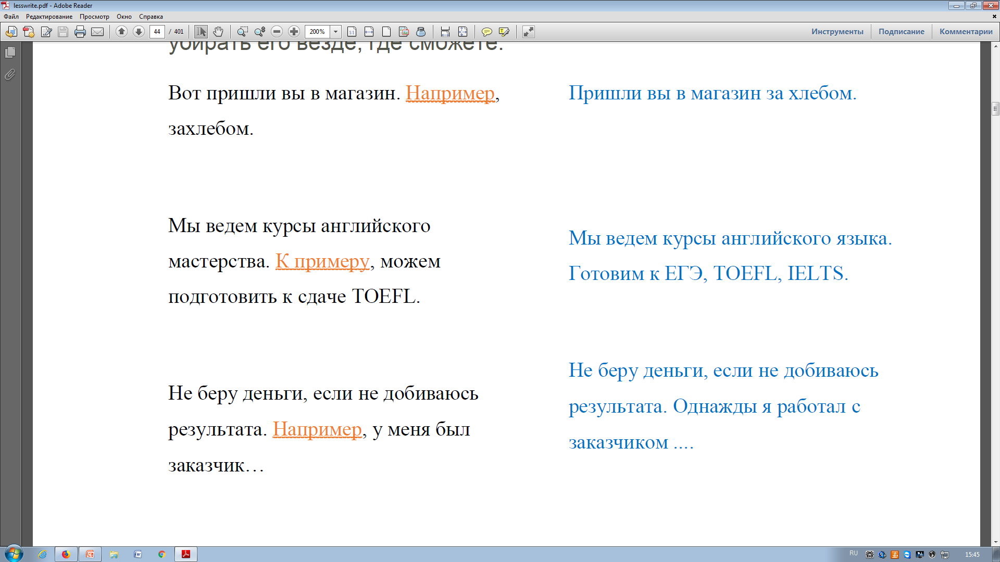 lesswrite.pdf - Adobe Reader
Файл Редактирование Просмотр Окно Справка
44 / 401 200% Инструменты Подписание Комментарии
убирать его везде, где сможете.
Вот пришли вы в магазин. Например,
захлебом.
Пришли вы в магазин за хлебом.
Мы ведем курсы английского
мастерства. К примеру, можем
подготовить к сдаче TOEFL.
Мы ведем курсы английского языка.
Готовим к ЕГЭ, TOEFL, IELTS.
Не беру деньги, если не добиваюсь
результата. Например, у меня был
заказчик…
Не беру деньги, если не добиваюсь
результата. Однажды я работал с
заказчиком ....
RU 15:45